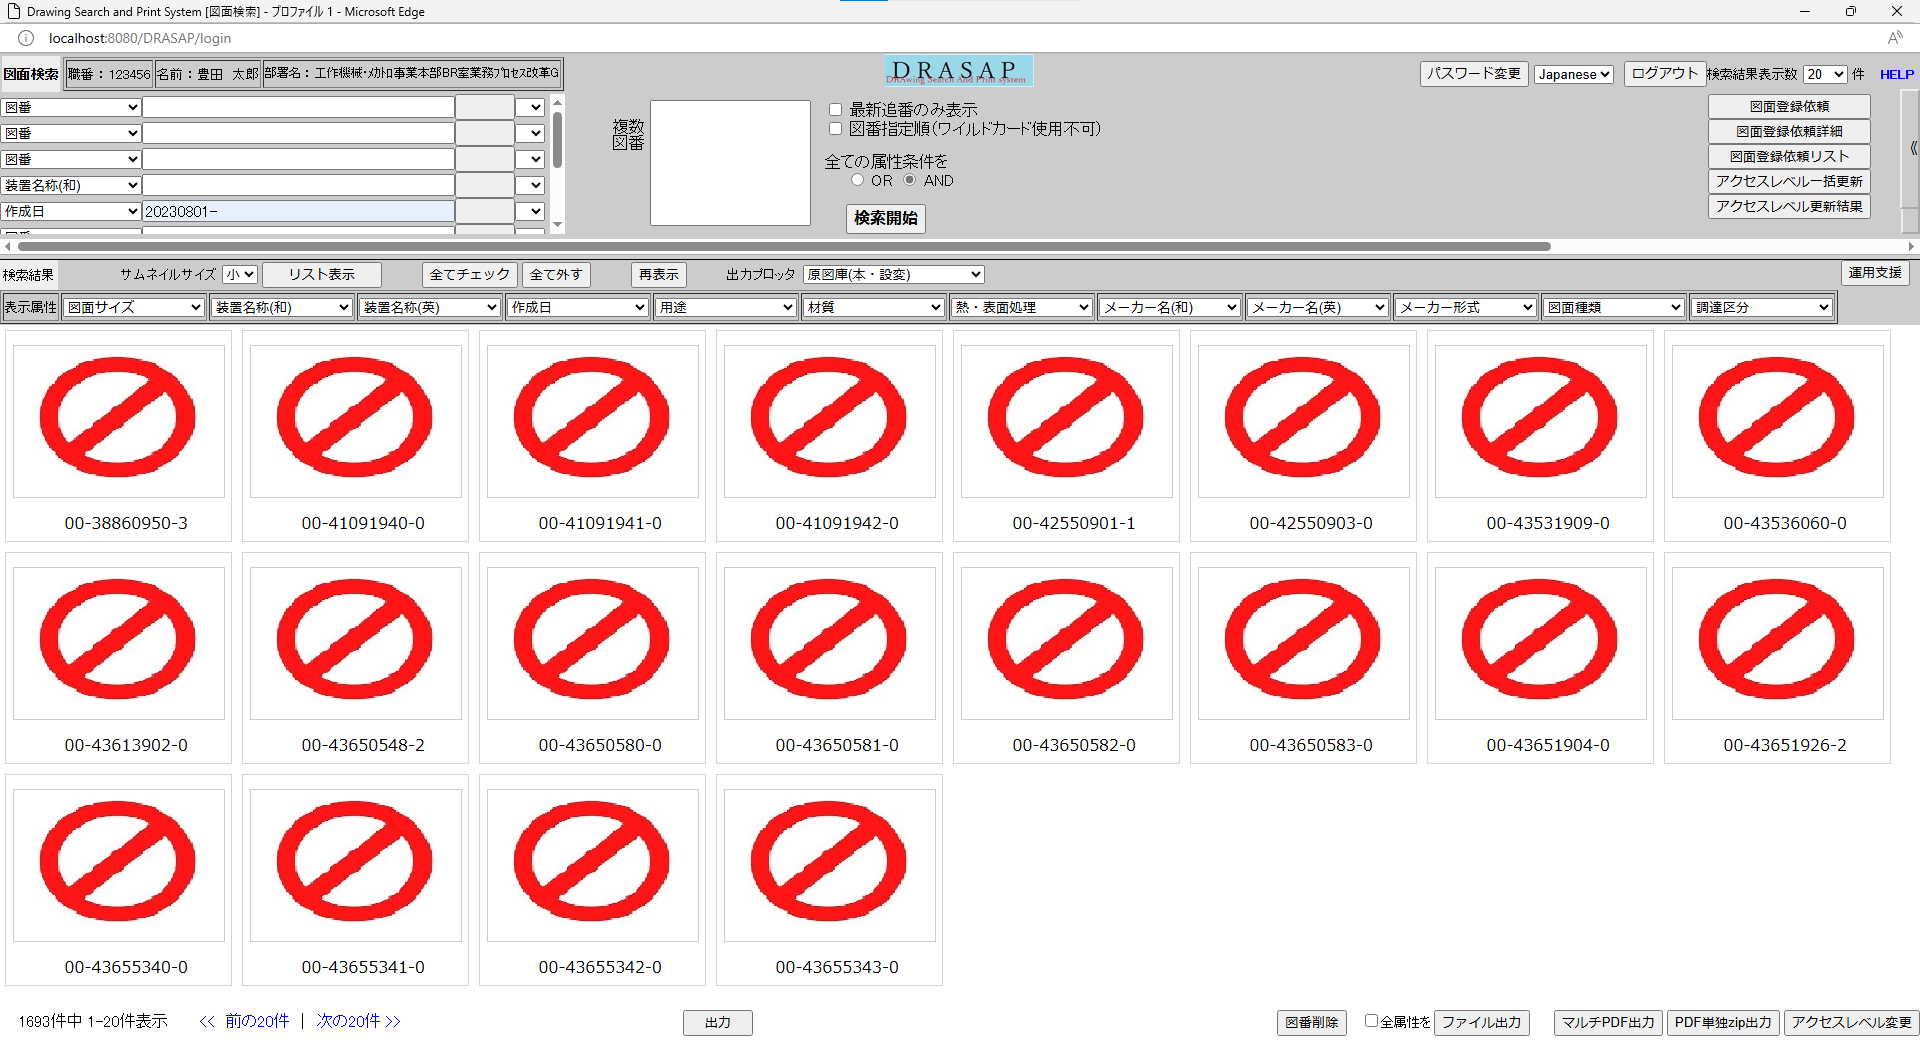 Drawing Search and Print System [図面検索] - プロファイル 1 - Microsoft Edge
localhost:8080/DRASAP/login
図面検索 職番：123456 名前：豊田 太郎 部署名：工作機械・ﾒｶﾄﾛ事業本部BR室業務ﾌﾟﾛｾｽ改革G
DRASAP
DRAwing Search And Print system
パスワード変更 Japanese ログアウト 検索結果表示数 20 件 HELP
図番
図番
図番
装置名称(和)
作成日 20230801-
複数
図番
最新追番のみ表示
図番指定順(ワイルドカード使用不可)
全ての属性条件を
OR AND
検索開始
図面登録依頼
図面登録依頼詳細
図面登録依頼リスト
アクセスレベル一括更新
アクセスレベル更新結果
《
検索結果 サムネイルサイズ 小 リスト表示 全てチェック 全て外す 再表示 出力プロッタ 原図庫(本・設変) 運用支援
表示属性 図面サイズ 装置名称(和) 装置名称(英) 作成日 用途 材質 熱・表面処理 メーカー名(和) メーカー名(英) メーカー形式 図面種類 調達区分
00-38860950-3 00-41091940-0 00-41091941-0 00-41091942-0 00-42550901-1 00-42550903-0 00-43531909-0 00-43536060-0
00-43613902-0 00-43650548-2 00-43650580-0 00-43650581-0 00-43650582-0 00-43650583-0 00-43651904-0 00-43651926-2
00-43655340-0 00-43655341-0 00-43655342-0 00-43655343-0
1693件中 1-20件表示 << 前の20件 | 次の20件 >> 出力 図番削除 全属性を ファイル出力 マルチPDF出力 PDF単独zip出力 アクセスレベル変更